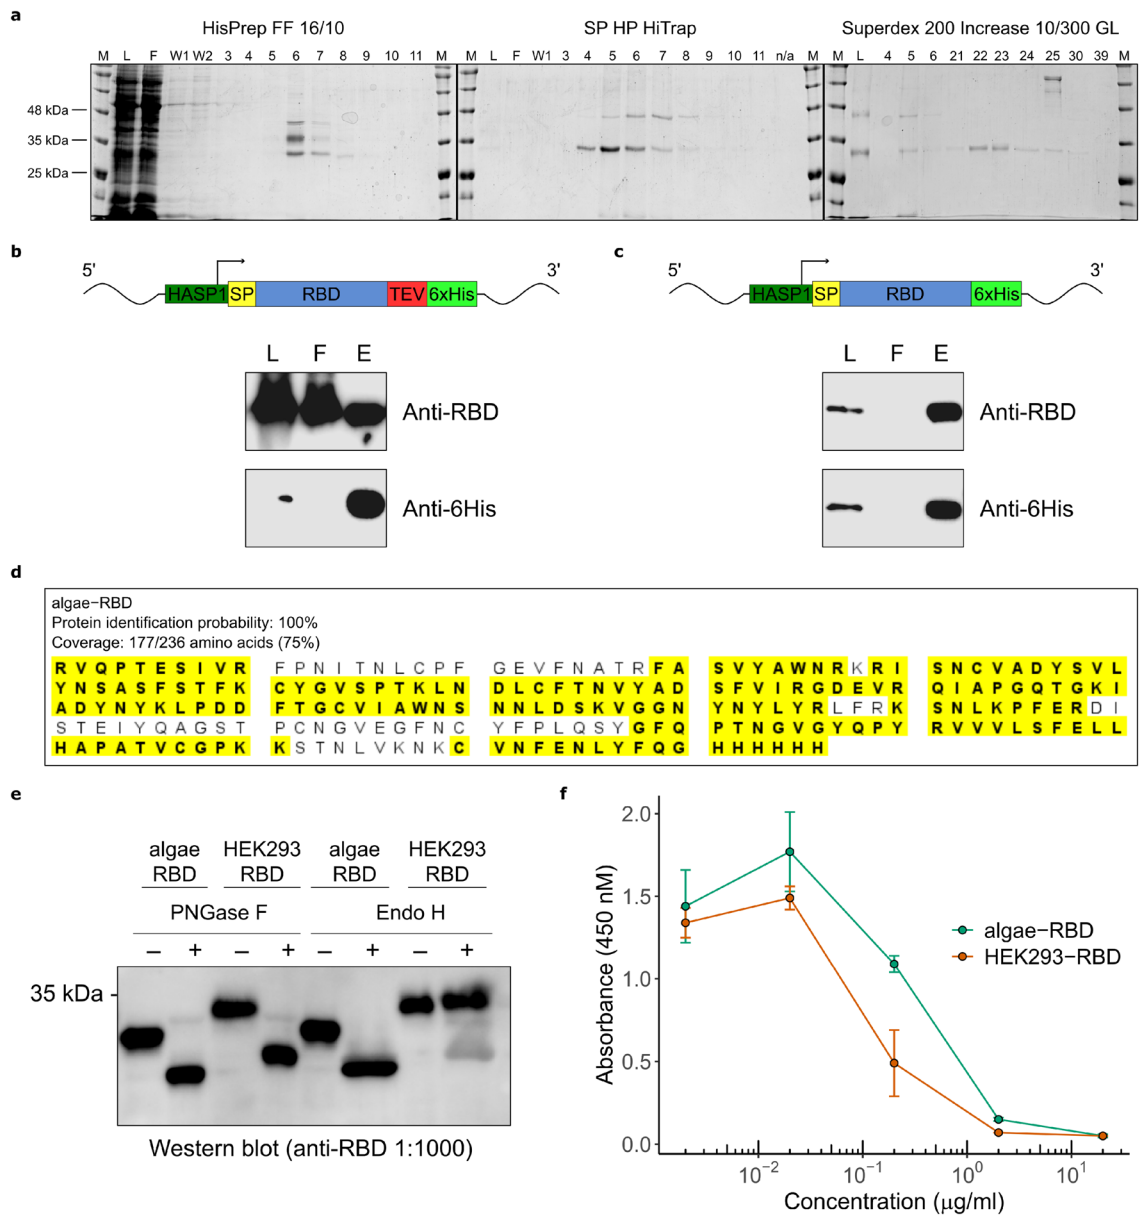 a
HisPrep FF 16/10
SP HP HiTrap
Superdex 200 Increase 10/300 GL
M L F W1 W2 3 4 5 6 7 8 9 10 11 M M L F W1 3 4 5 6 7 8 9 10 11 n/a M M L 4 5 6 21 22 23 24 25 30 39 M
48 kDa
35 kDa
25 kDa
b
5'
3'
HASP1 SP RBD TEV 6xHis
L F E
Anti-RBD
Anti-6His
c
5'
3'
HASP1 SP RBD 6xHis
L F E
Anti-RBD
Anti-6His
d
algae−RBD
Protein identification probability: 100%
Coverage: 177/236 amino acids (75%)
R V Q P T E S I V R F P N I T N L C P F G E V F N A T R F A S V Y A W N R K R I S N C V A D Y S V L
Y N S A S F S T F K C Y G V S P T K L N D L C F T N V Y A D S F V I R G D E V R Q I A P G Q T G K I
A D Y N Y K L P D D F T G C V I A W N S N N L D S K V G G N Y N Y L Y R L F R K S N L K P F E R D I
S T E I Y Q A G S T P C N G V E G F N C Y F P L Q S Y G F Q P T N G V G Y Q P Y R V V V L S F E L L
H A P A T V C G P K K S T N L V K N K C V N F E N L Y F Q G H H H H H H
e
algae RBD
HEK293 RBD
algae RBD
HEK293 RBD
PNGase F
Endo H
− + − + − + − +
35 kDa
Western blot (anti-RBD 1:1000)
f
2.0
1.5
1.0
0.5
0.0
Absorbance (450 nM)
algae−RBD
HEK293−RBD
10⁻² 10⁻¹ 10⁰ 10¹
Concentration (μg/ml)